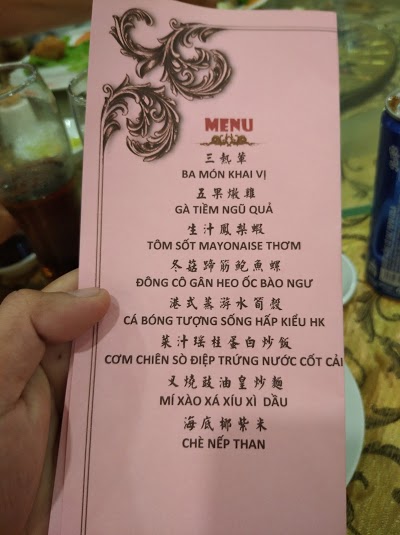 MENU
三熱葷
BA MÓN KHAI VỊ
五果燉雞
GÀ TIỀM NGŨ QUẢ
生汁鳳梨蝦
TÔM SỐT MAYONAISE THƠM
冬菇蹄筋鮑魚螺
ĐÔNG CÔ GÂN HEO ỐC BÀO NGƯ
港式蒸游水筍殼
CÁ BÓNG TƯỢNG SỐNG HẤP KIỂU HK
菜汁瑤柱蛋白炒飯
CƠM CHIÊN SÒ ĐIỆP TRỨNG NƯỚC CỐT CẢI
叉燒豉油皇炒麵
MÍ XÀO XÁ XÍU XÌ DẦU
海底椰紫米
CHÈ NẾP THAN